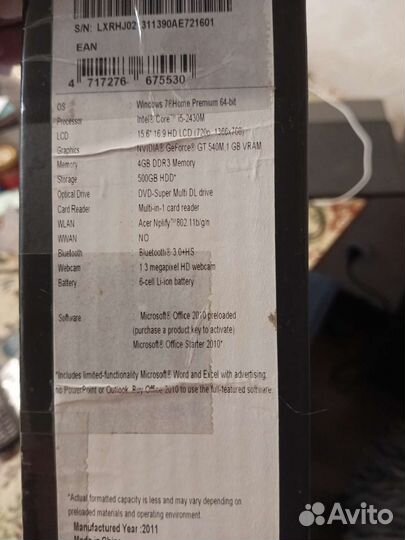 S/N: LXRHJ02 311390AE721601
EAN
4 717276 675530
OS : Windows 7®Home Premium 64-bit
Processor : Intel® Core™ i5-2430M
LCD : 15.6" 16:9 HD LCD (720p, 1366x768)
Graphics : NVIDIA® GeForce® GT 540M,1 GB VRAM
Memory : 4GB DDR3 Memory
Storage : 500GB HDD*
Optical Drive : DVD-Super Multi DL drive
Card Reader : Multi-in-1 card reader
WLAN : Acer Nplify™802.11b/g/n
WWAN : NO
Bluetooth : Bluetooth® 3.0+HS
Webcam : 1.3 megapixel HD webcam
Battery : 6-cell Li-ion battery
Software : Microsoft® Office 2010 preloaded
(purchase a product key to activate)
Microsoft® Office Starter 2010*
*Includes limited-functionality Microsoft® Word and Excel with advertising.
no PowerPoint or Outlook. Buy Office 2010 to use the full-featured software.
*Actual formatted capacity is less and may vary depending on
preloaded materials and operating environment.
Manufactured Year :2011
Made in China
Avito